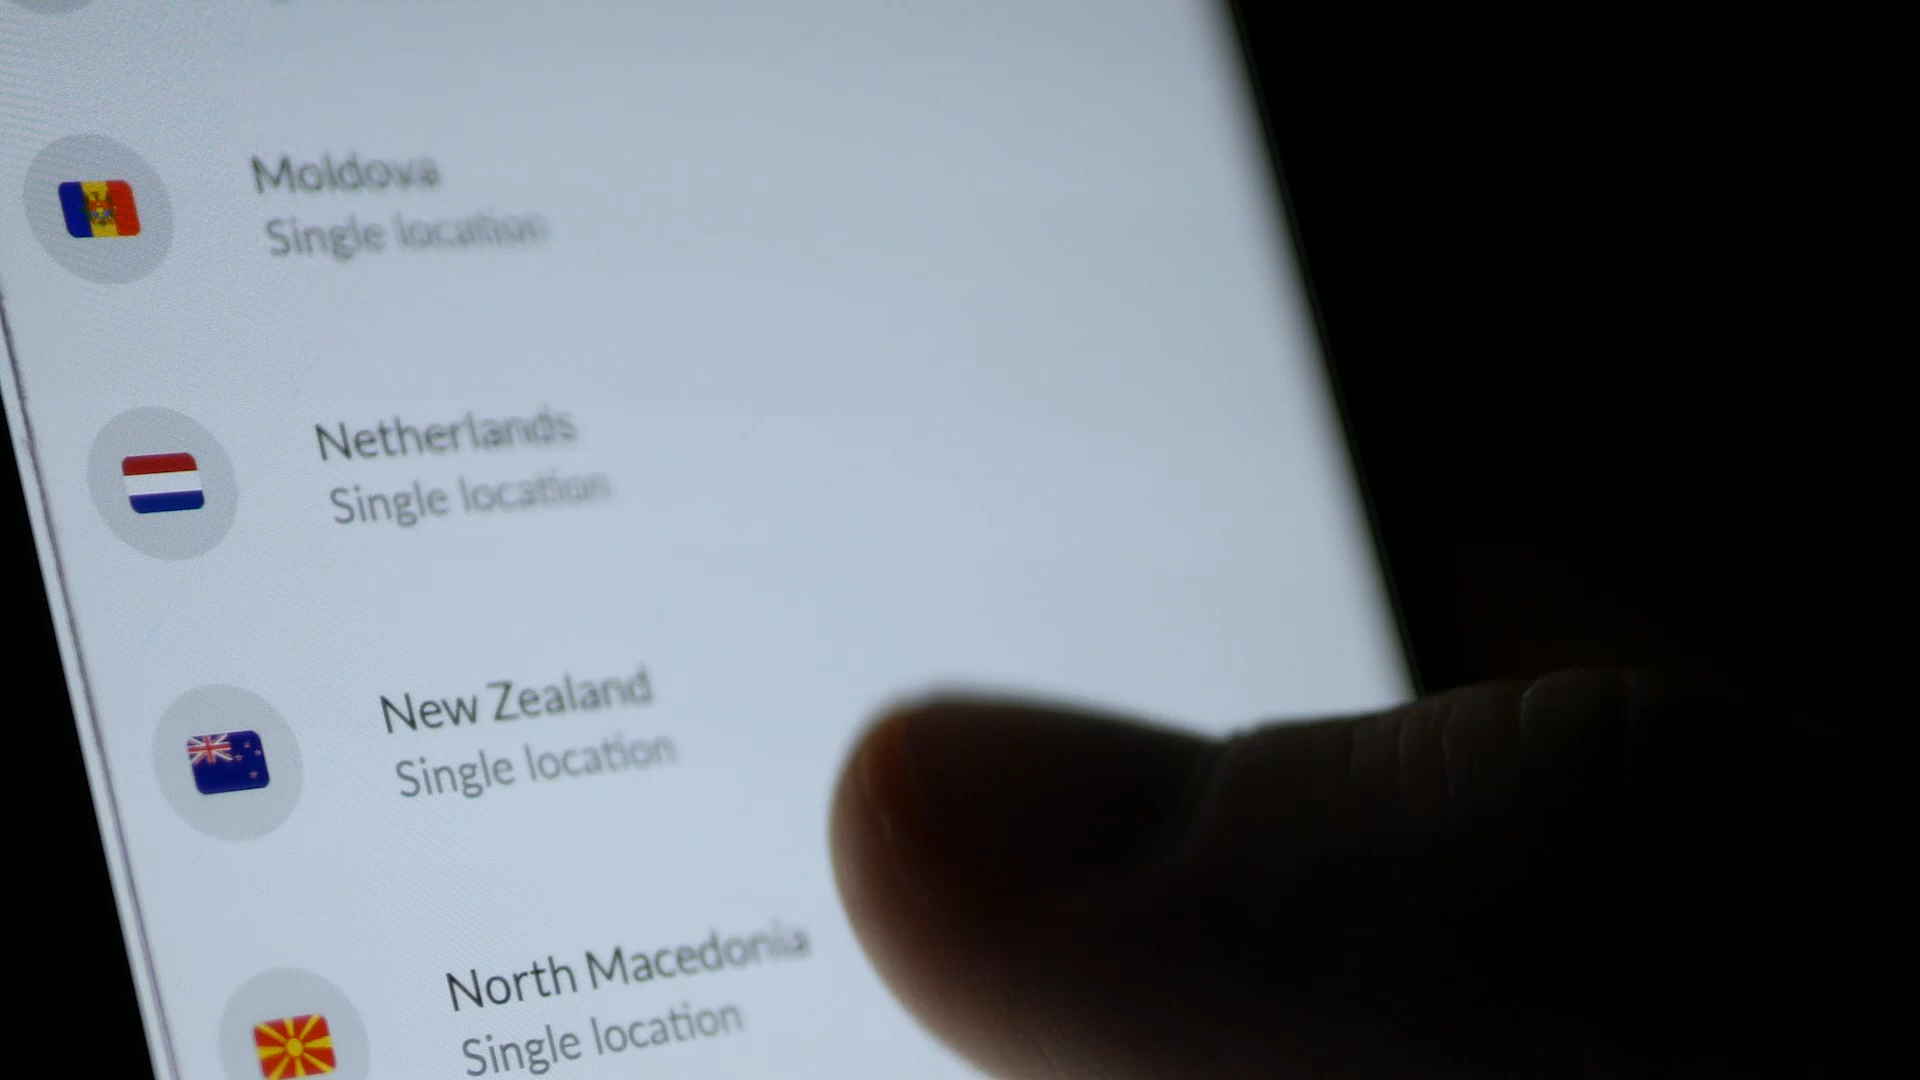 Moldova
Single location
Netherlands
Single location
New Zealand
Single location
North Macedonia
Single location